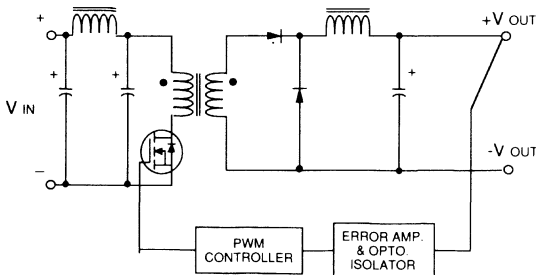 +
+
+
+
+V OUT
V IN
−
-V OUT
PWM
CONTROLLER
ERROR AMP.
& OPTO.
ISOLATOR